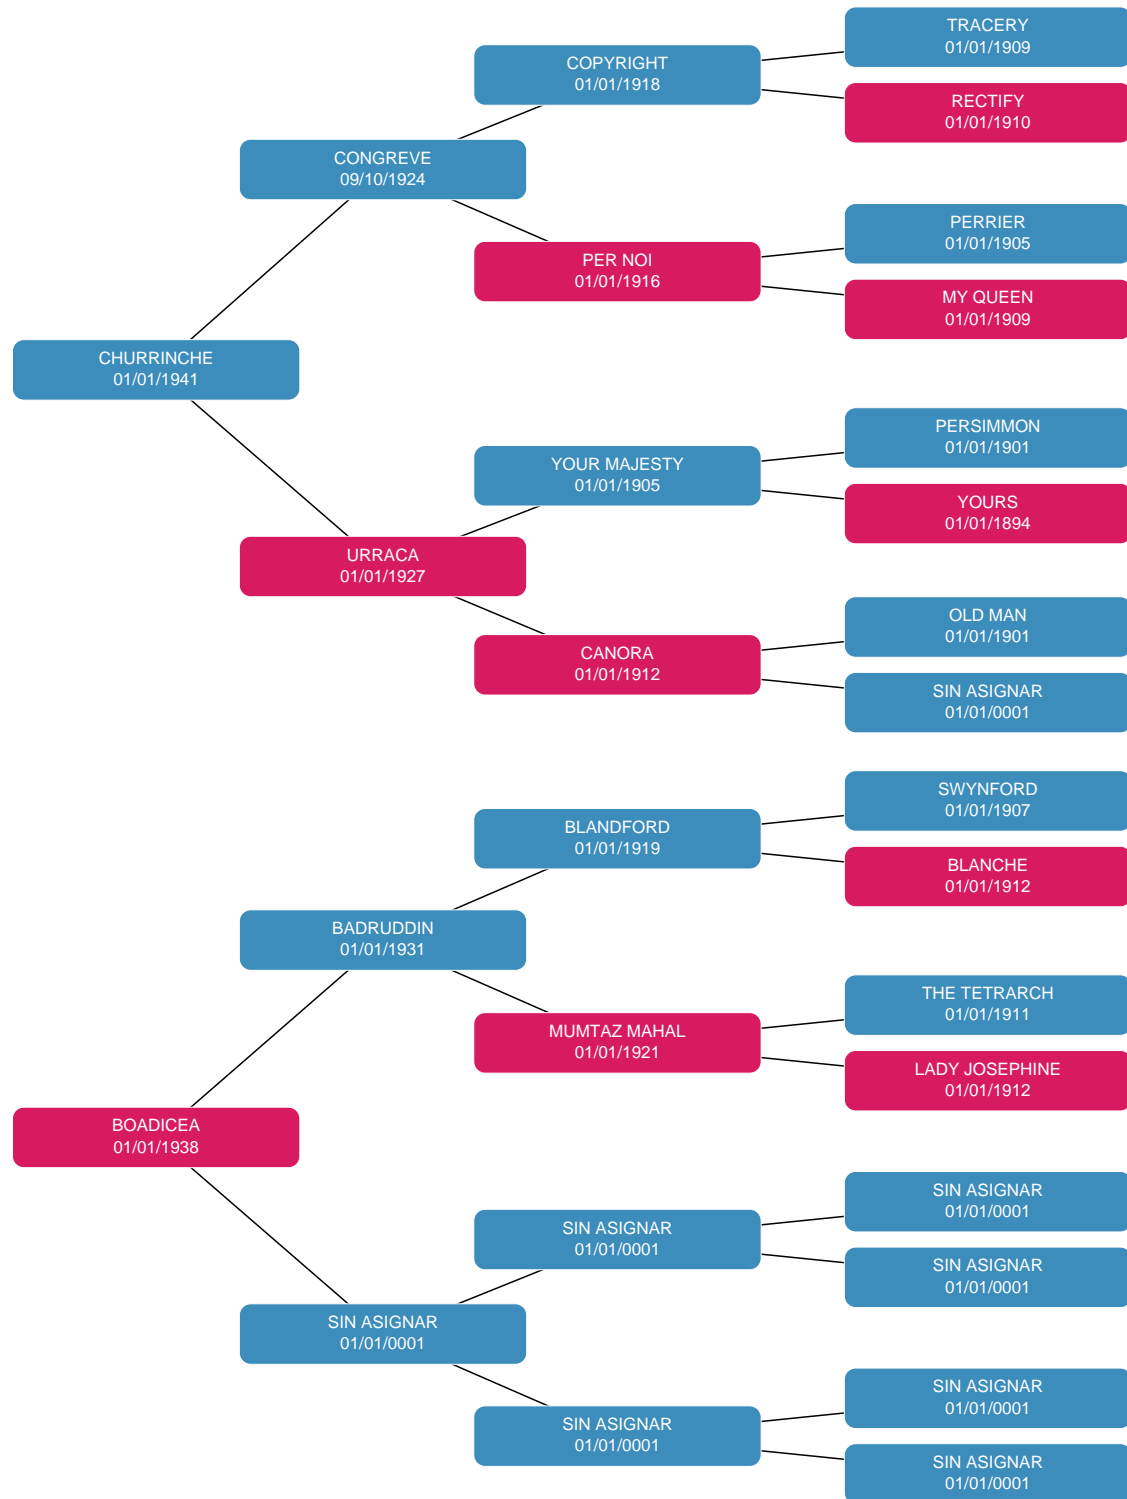 TRACERY
01/01/1909
COPYRIGHT
01/01/1918
RECTIFY
01/01/1910
CONGREVE
09/10/1924
PERRIER
01/01/1905
PER NOI
01/01/1916
MY QUEEN
01/01/1909
CHURRINCHE
01/01/1941
PERSIMMON
01/01/1901
YOUR MAJESTY
01/01/1905
YOURS
01/01/1894
URRACA
01/01/1927
OLD MAN
01/01/1901
CANORA
01/01/1912
SIN ASIGNAR
01/01/0001
SWYNFORD
01/01/1907
BLANDFORD
01/01/1919
BLANCHE
01/01/1912
BADRUDDIN
01/01/1931
THE TETRARCH
01/01/1911
MUMTAZ MAHAL
01/01/1921
LADY JOSEPHINE
01/01/1912
BOADICEA
01/01/1938
SIN ASIGNAR
01/01/0001
SIN ASIGNAR
01/01/0001
SIN ASIGNAR
01/01/0001
SIN ASIGNAR
01/01/0001
SIN ASIGNAR
01/01/0001
SIN ASIGNAR
01/01/0001
SIN ASIGNAR
01/01/0001